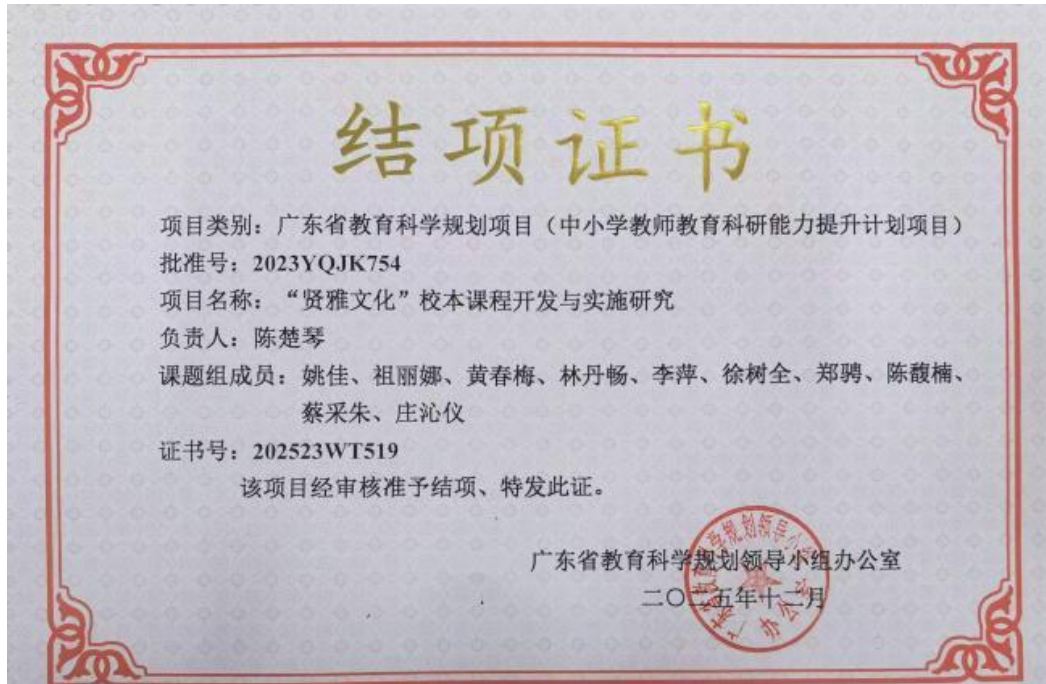 结项证书
项目类别：广东省教育科学规划项目（中小学教师教育科研能力提升计划项目）
批准号：2023YQJK754
项目名称：“贤雅文化”校本课程开发与实施研究
负责人：陈楚琴
课题组成员：姚佳、祖丽娜、黄春梅、林丹畅、李萍、徐树全、郑骋、陈馥楠、
蔡采朱、庄沁仪
证书号：202523WT519
该项目经审核准予结项、特发此证。
广东省教育科学规划领导小组办公室
二〇二五年十二月